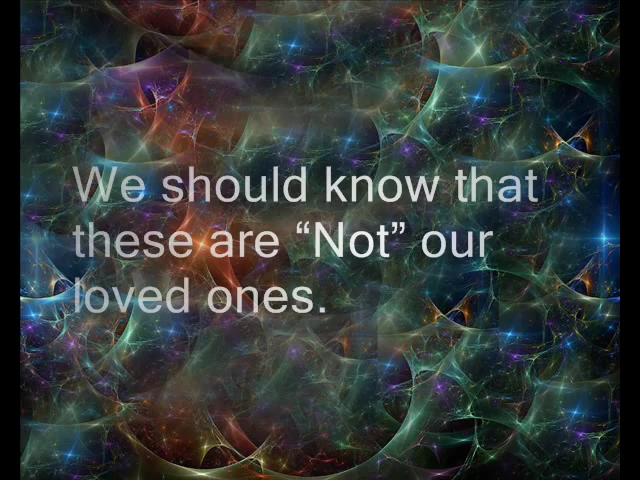 We should know that
these are “Not” our
loved ones.